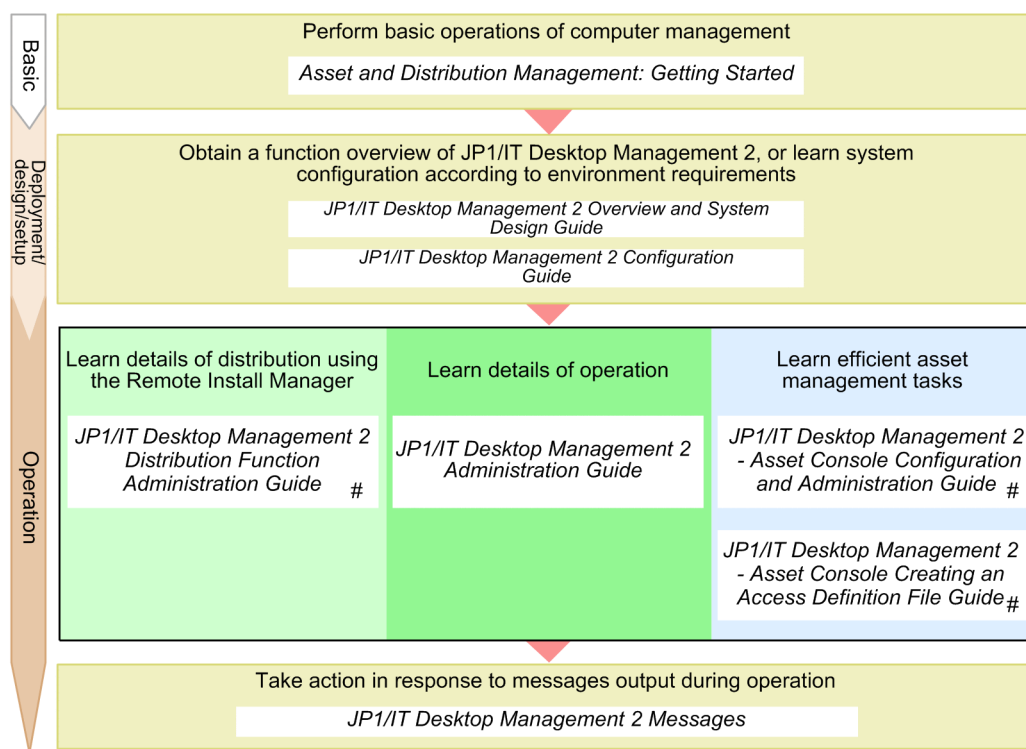 Basic
Perform basic operations of computer management
Asset and Distribution Management: Getting Started
Deployment/
design/setup
Obtain a function overview of JP1/IT Desktop Management 2, or learn system
configuration according to environment requirements
JP1/IT Desktop Management 2 Overview and System
Design Guide
JP1/IT Desktop Management 2 Configuration
Guide
Operation
Learn details of distribution using
the Remote Install Manager
JP1/IT Desktop Management 2
Distribution Function
Administration Guide #
Learn details of operation
JP1/IT Desktop Management 2
Administration Guide
Learn efficient asset
management tasks
JP1/IT Desktop Management 2
- Asset Console Configuration
and Administration Guide #
JP1/IT Desktop Management 2
- Asset Console Creating an
Access Definition File Guide #
Take action in response to messages output during operation
JP1/IT Desktop Management 2 Messages